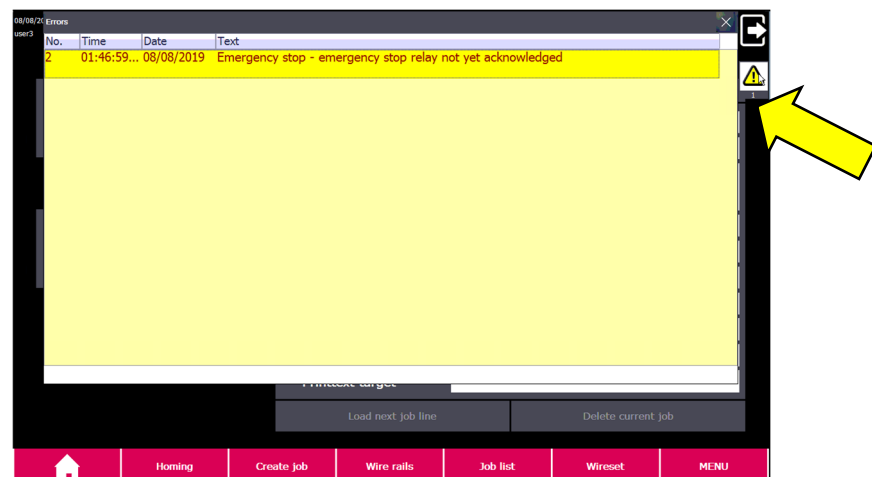 08/08/20 Errors
user3
No. Time Date Text
2 01:46:59... 08/08/2019 Emergency stop - emergency stop relay not yet acknowledged
1
Load next job line Delete current job
Homing Create job Wire rails Job list Wireset MENU